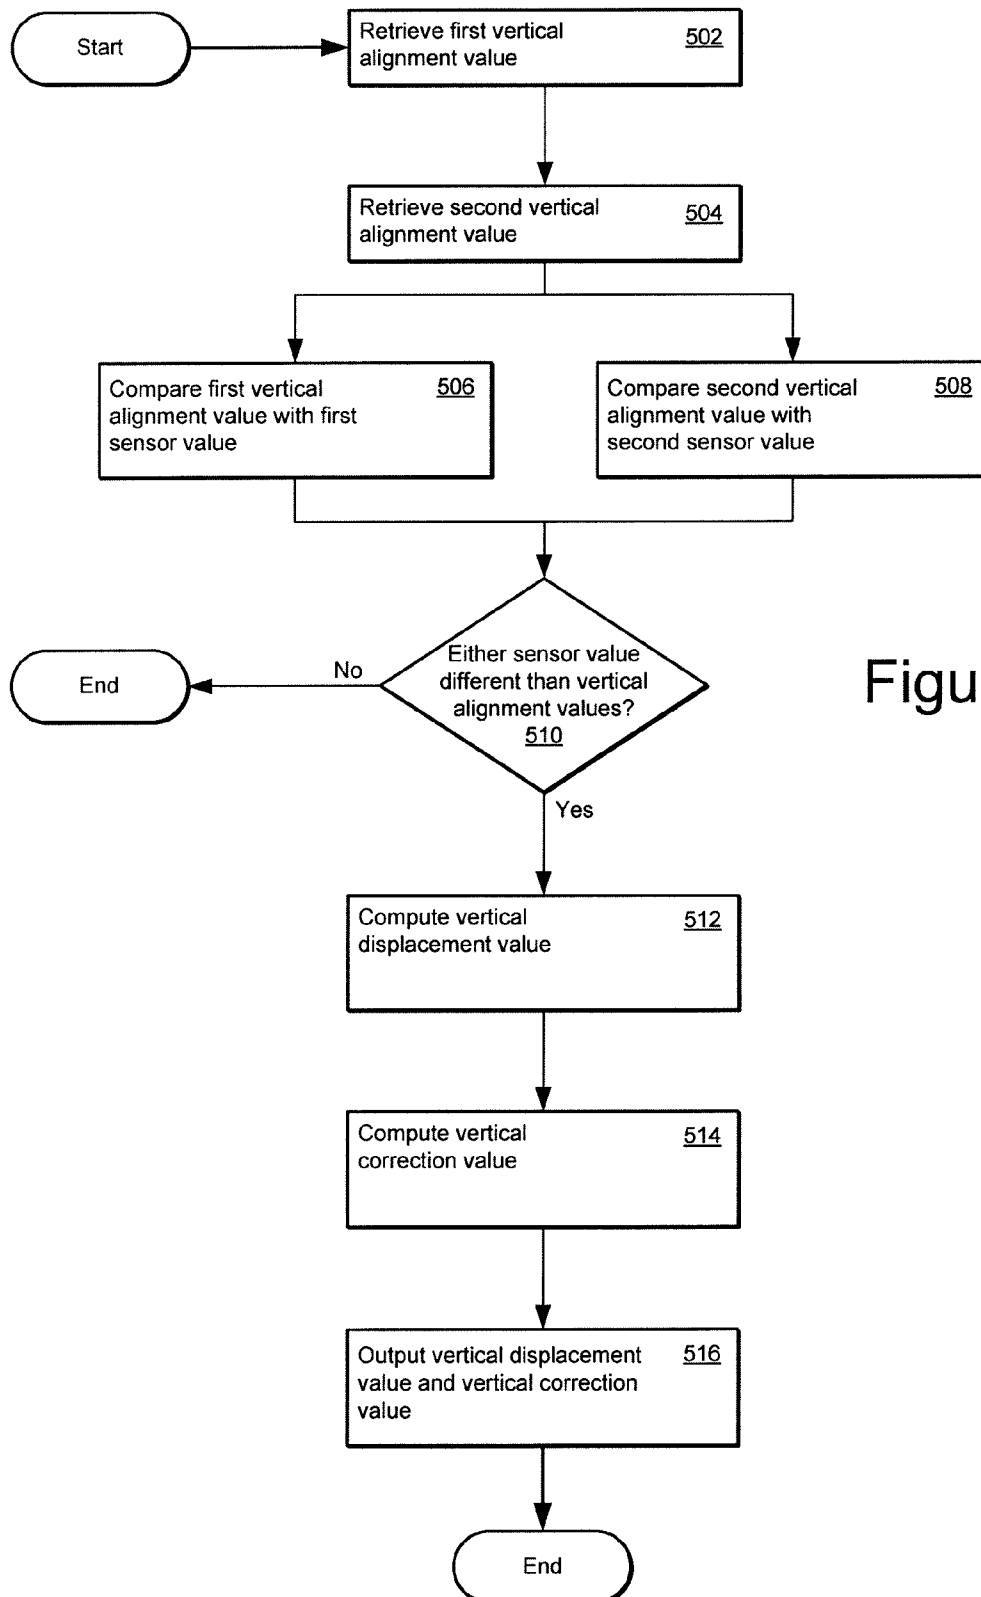 Start
Retrieve first vertical
alignment value
502
Retrieve second vertical
alignment value
504
Compare first vertical
alignment value with first
sensor value
506
Compare second vertical
alignment value with
second sensor value
508
Either sensor value
different than vertical
alignment values?
510
No
End
Figu
Yes
Compute vertical
displacement value
512
Compute vertical
correction value
514
Output vertical displacement
value and vertical correction
value
516
End